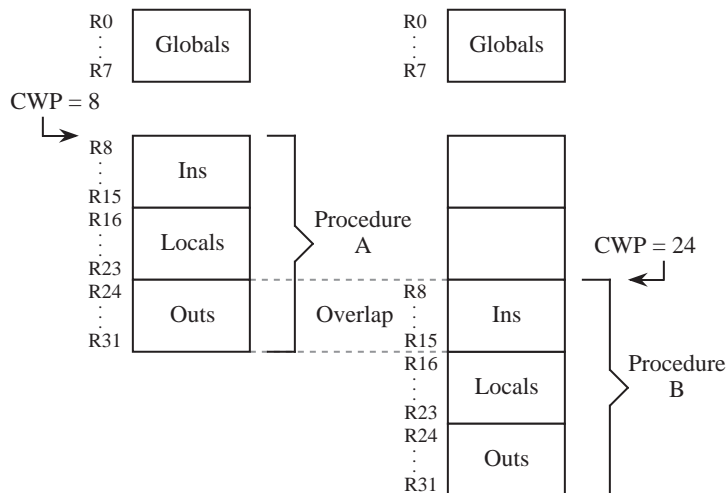 R0
Globals
R7
R0
Globals
R7
CWP = 8
R8
Ins
R15
R16
Locals
R23
R24
Outs
R31
Procedure
A
CWP = 24
Overlap
R8
Ins
R15
R16
Locals
R23
R24
Outs
R31
Procedure
B